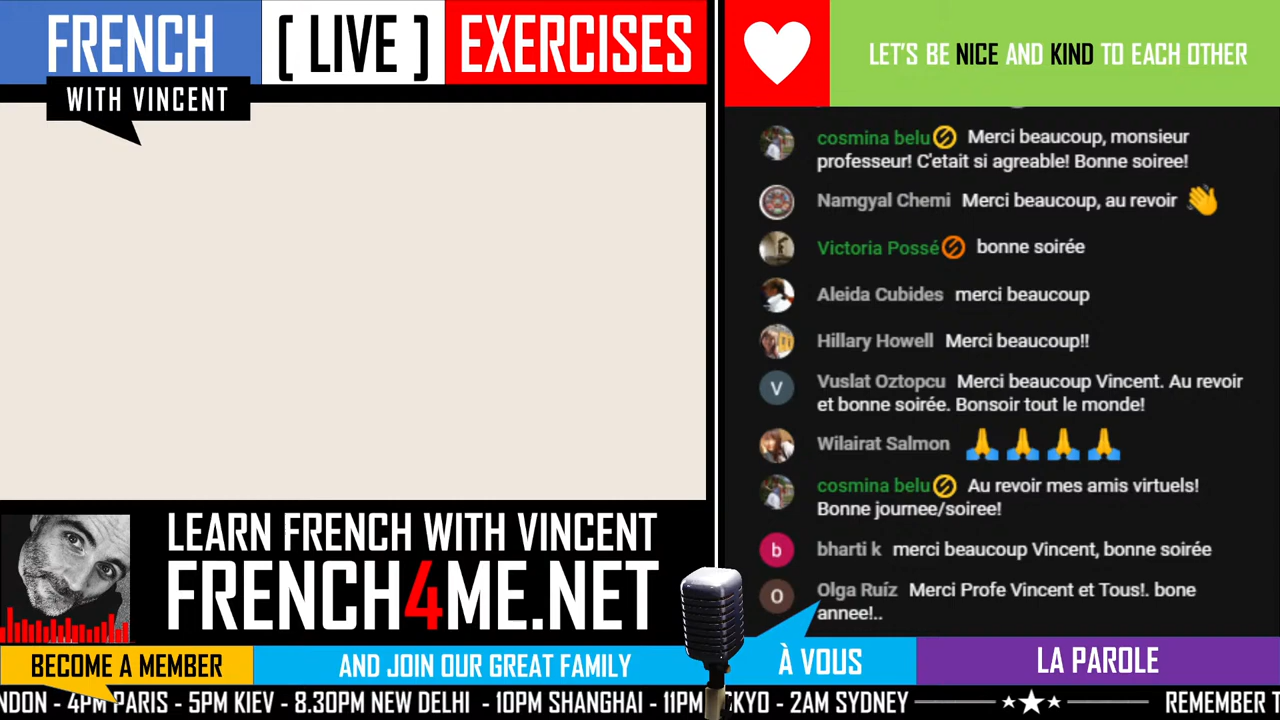 FRENCH
[ LIVE ]
EXERCISES
WITH VINCENT
LET'S BE NICE AND KIND TO EACH OTHER
cosmina belu Merci beaucoup, monsieur
professeur! C'etait si agreable! Bonne soiree!
Namgyal Chemi Merci beaucoup, au revoir 👋
Victoria Possé bonne soirée
Aleida Cubides merci beaucoup
Hillary Howell Merci beaucoup!!
V
Vuslat Oztopcu Merci beaucoup Vincent. Au revoir
et bonne soirée. Bonsoir tout le monde!
Wilairat Salmon 🙏 🙏 🙏 🙏
cosmina belu Au revoir mes amis virtuels!
Bonne journee/soiree!
b
bharti k merci beaucoup Vincent, bonne soirée
O
Olga Ruíz Merci Profe Vincent et Tous!. bone
annee!..
LEARN FRENCH WITH VINCENT
FRENCH4ME.NET
BECOME A MEMBER
AND JOIN OUR GREAT FAMILY
À VOUS
LA PAROLE
NDON - 4PM PARIS - 5PM KIEV - 8.30PM NEW DELHI - 10PM SHANGHAI - 11PM KYO - 2AM SYDNEY
REMEMBER T